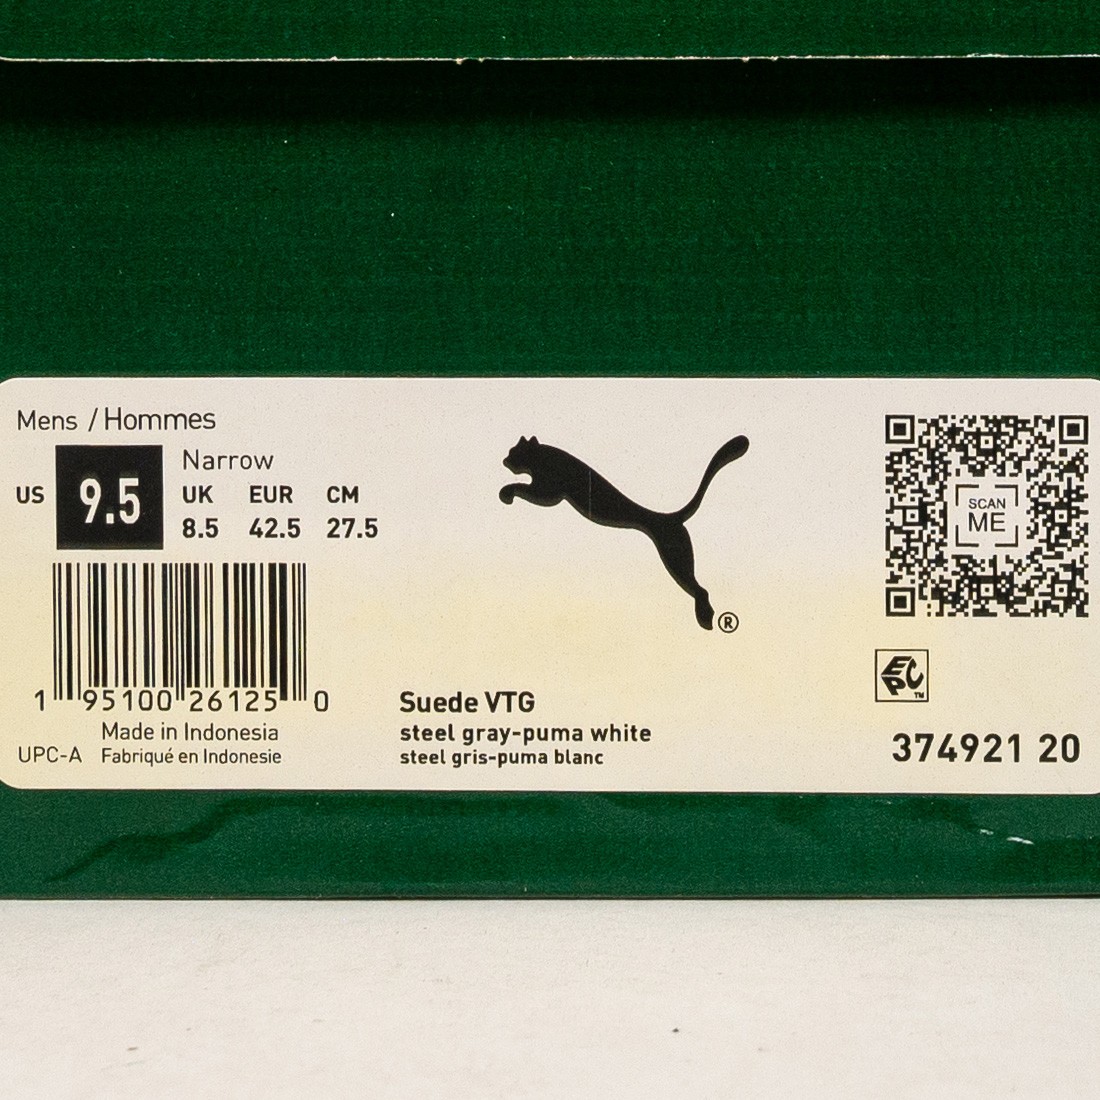 Mens / Hommes
Narrow
US 9.5
UK EUR CM
8.5 42.5 27.5
SCAN
ME
®
1 95100 26125 0
Made in Indonesia
UPC-A Fabriqué en Indonesie
Suede VTG
steel gray-puma white
steel gris-puma blanc
EPC™
374921 20